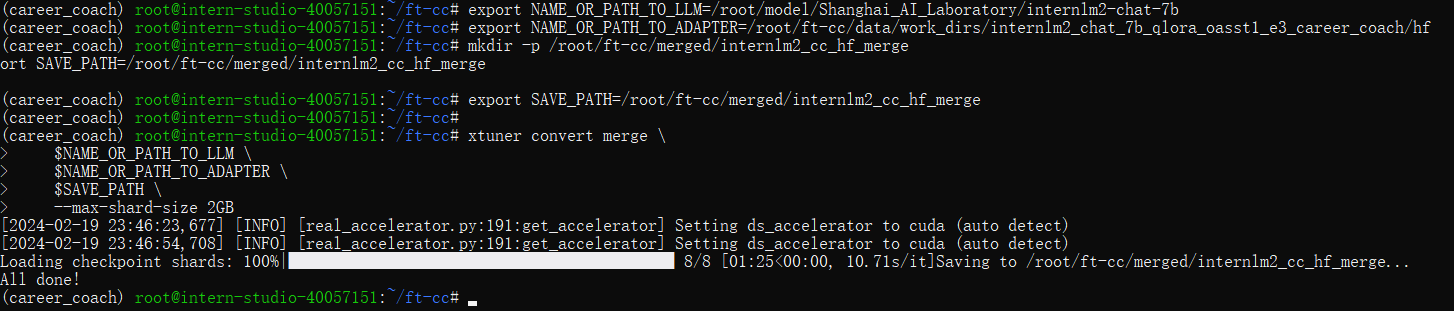 (career_coach) root@intern-studio-40057151:~/ft-cc# export NAME_OR_PATH_TO_LLM=/root/model/Shanghai_AI_Laboratory/internlm2-chat-7b
(career_coach) root@intern-studio-40057151:~/ft-cc# export NAME_OR_PATH_TO_ADAPTER=/root/ft-cc/data/work_dirs/internlm2_chat_7b_qlora_oasst1_e3_career_coach/hf
(career_coach) root@intern-studio-40057151:~/ft-cc# mkdir -p /root/ft-cc/merged/internlm2_cc_hf_merge
ort SAVE_PATH=/root/ft-cc/merged/internlm2_cc_hf_merge
(career_coach) root@intern-studio-40057151:~/ft-cc# export SAVE_PATH=/root/ft-cc/merged/internlm2_cc_hf_merge
(career_coach) root@intern-studio-40057151:~/ft-cc#
(career_coach) root@intern-studio-40057151:~/ft-cc# xtuner convert merge \
>     $NAME_OR_PATH_TO_LLM \
>     $NAME_OR_PATH_TO_ADAPTER \
>     $SAVE_PATH \
>     --max-shard-size 2GB
[2024-02-19 23:46:23,677] [INFO] [real_accelerator.py:191:get_accelerator] Setting ds_accelerator to cuda (auto detect)
[2024-02-19 23:46:54,708] [INFO] [real_accelerator.py:191:get_accelerator] Setting ds_accelerator to cuda (auto detect)
Loading checkpoint shards: 100%|██████████| 8/8 [01:25<00:00, 10.71s/it]Saving to /root/ft-cc/merged/internlm2_cc_hf_merge...
All done!
(career_coach) root@intern-studio-40057151:~/ft-cc#